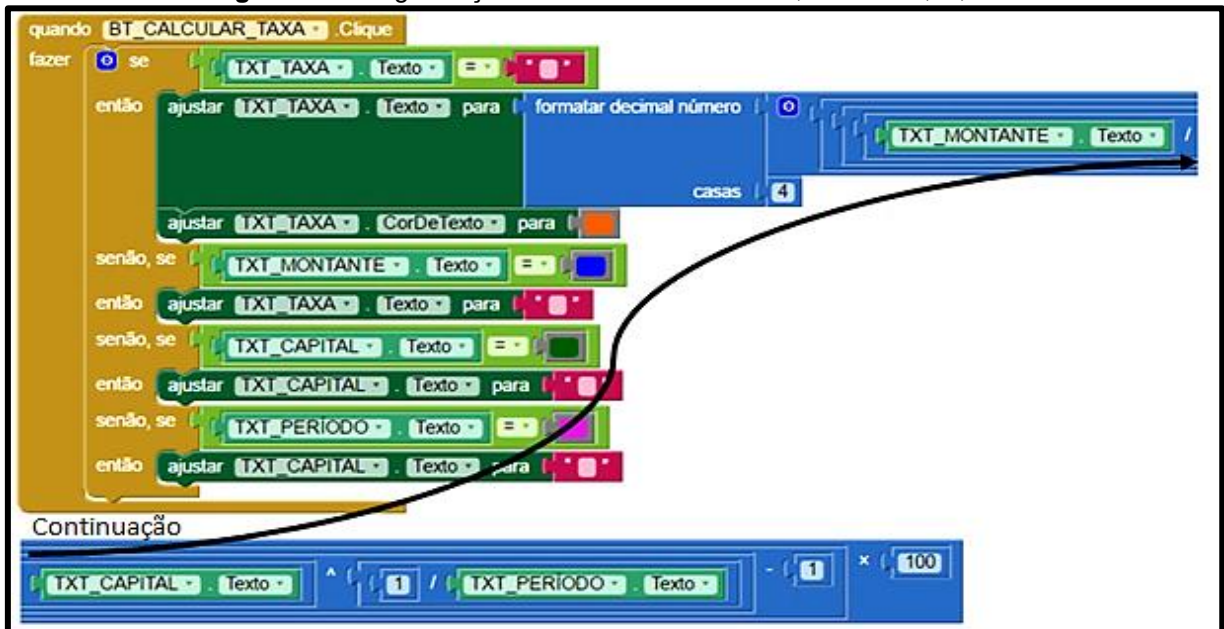 quando BT_CALCULAR_TAXA .Clique
fazer se TXT_TAXA . Texto = " "
então ajustar TXT_TAXA . Texto para formatar decimal número TXT_MONTANTE . Texto /
casas 4
ajustar TXT_TAXA . CorDeTexto para
senão, se TXT_MONTANTE . Texto =
então ajustar TXT_TAXA . Texto para " "
senão, se TXT_CAPITAL . Texto =
então ajustar TXT_CAPITAL . Texto para " "
senão, se TXT_PERÍODO . Texto =
então ajustar TXT_CAPITAL . Texto para " "
Continuação
TXT_CAPITAL . Texto ^ 1 / TXT_PERÍODO . Texto - 1 × 100